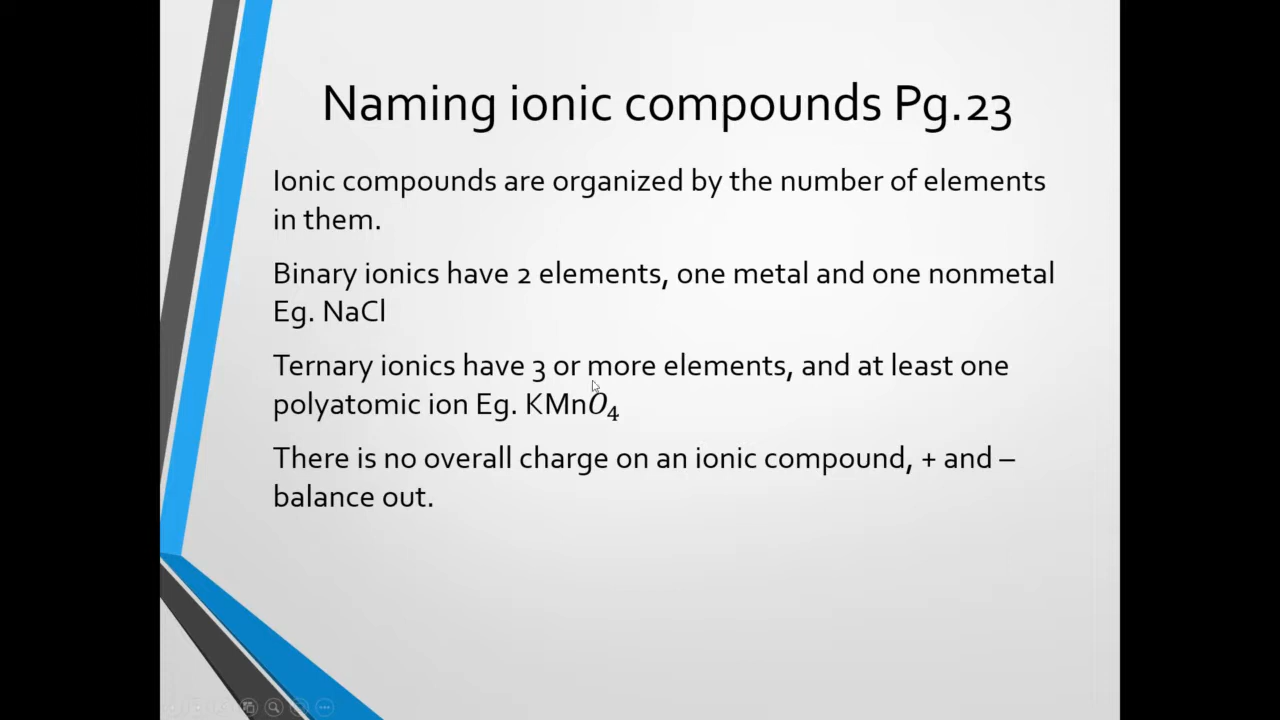 Naming ionic compounds Pg.23
Ionic compounds are organized by the number of elements
in them.
Binary ionics have 2 elements, one metal and one nonmetal
Eg. NaCl
Ternary ionics have 3 or more elements, and at least one
polyatomic ion Eg. KMnO₄
There is no overall charge on an ionic compound, + and –
balance out.